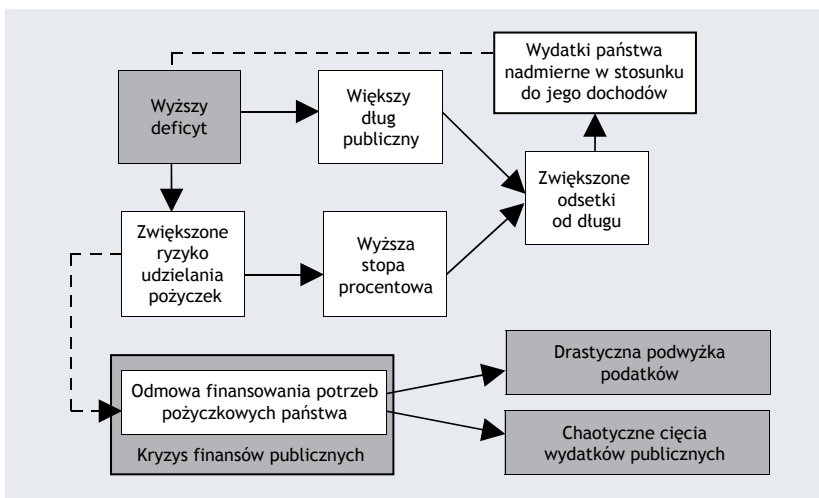 Wydatki państwa
nadmierne w stosunku
do jego dochodów
Wyższy
deficyt
Większy
dług
publiczny
Zwiększone
odsetki
od długu
Zwiększone
ryzyko
udzielania
pożyczek
Wyższa
stopa
procentowa
Odmowa finansowania potrzeb
pożyczkowych państwa
Kryzys finansów publicznych
Drastyczna podwyżka
podatków
Chaotyczne cięcia
wydatków publicznych